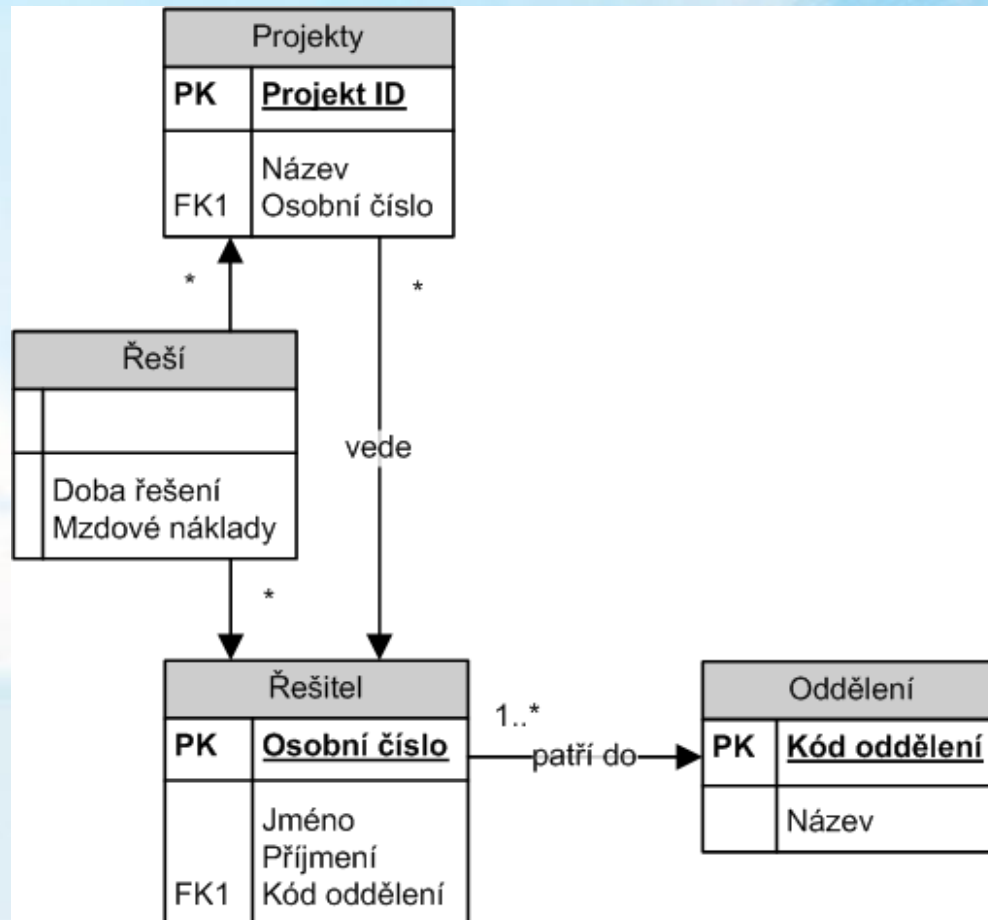 Projekty
PK Projekt ID
Název
FK1 Osobní číslo
* *
Řeší
vede
Doba řešení
Mzdové náklady
*
Řešitel
PK Osobní číslo
Jméno
Příjmení
FK1 Kód oddělení
1..*
patří do
Oddělení
PK Kód oddělení
Název